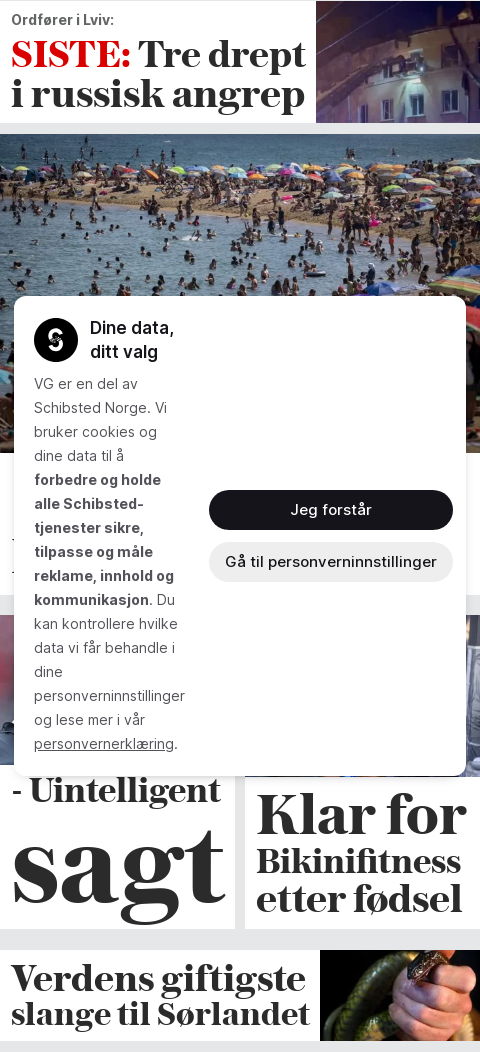 Ordfører i Lviv:
SISTE: Tre drept
i russisk angrep
Dine data,
ditt valg
VG er en del av
Schibsted Norge. Vi
bruker cookies og
dine data til å
forbedre og holde
alle Schibsted-
tjenester sikre,
tilpasse og måle
reklame, innhold og
kommunikasjon. Du
kan kontrollere hvilke
data vi får behandle i
dine
personverninnstillinger
og lese mer i vår
personvernerklæring.
Jeg forstår
Gå til personverninnstillinger
- Uintelligent
sagt
Klar for
Bikinifitness
etter fødsel
Verdens giftigste
slange til Sørlandet